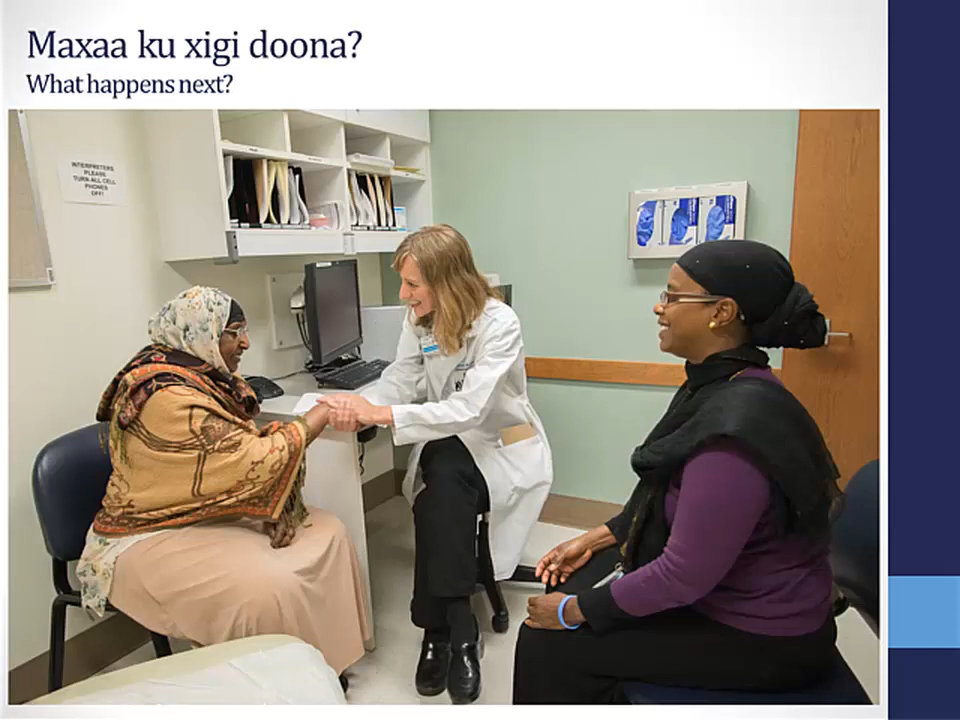 Maxaa ku xigi doona?
What happens next?
INTERPRETERS
PLEASE
TURN ALL CELL
PHONES
OFF!